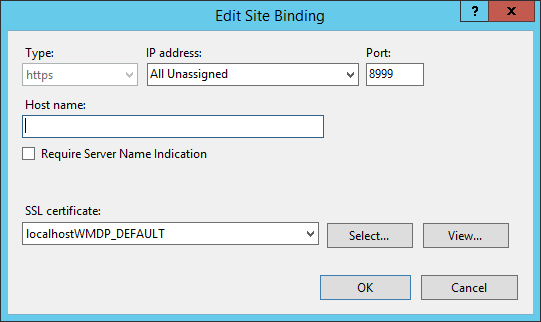 Edit Site Binding
?
x
Type:
IP address:
Port:
https
All Unassigned
8999
Host name:
Require Server Name Indication
SSL certificate:
localhostWMDP_DEFAULT
Select...
View...
OK
Cancel